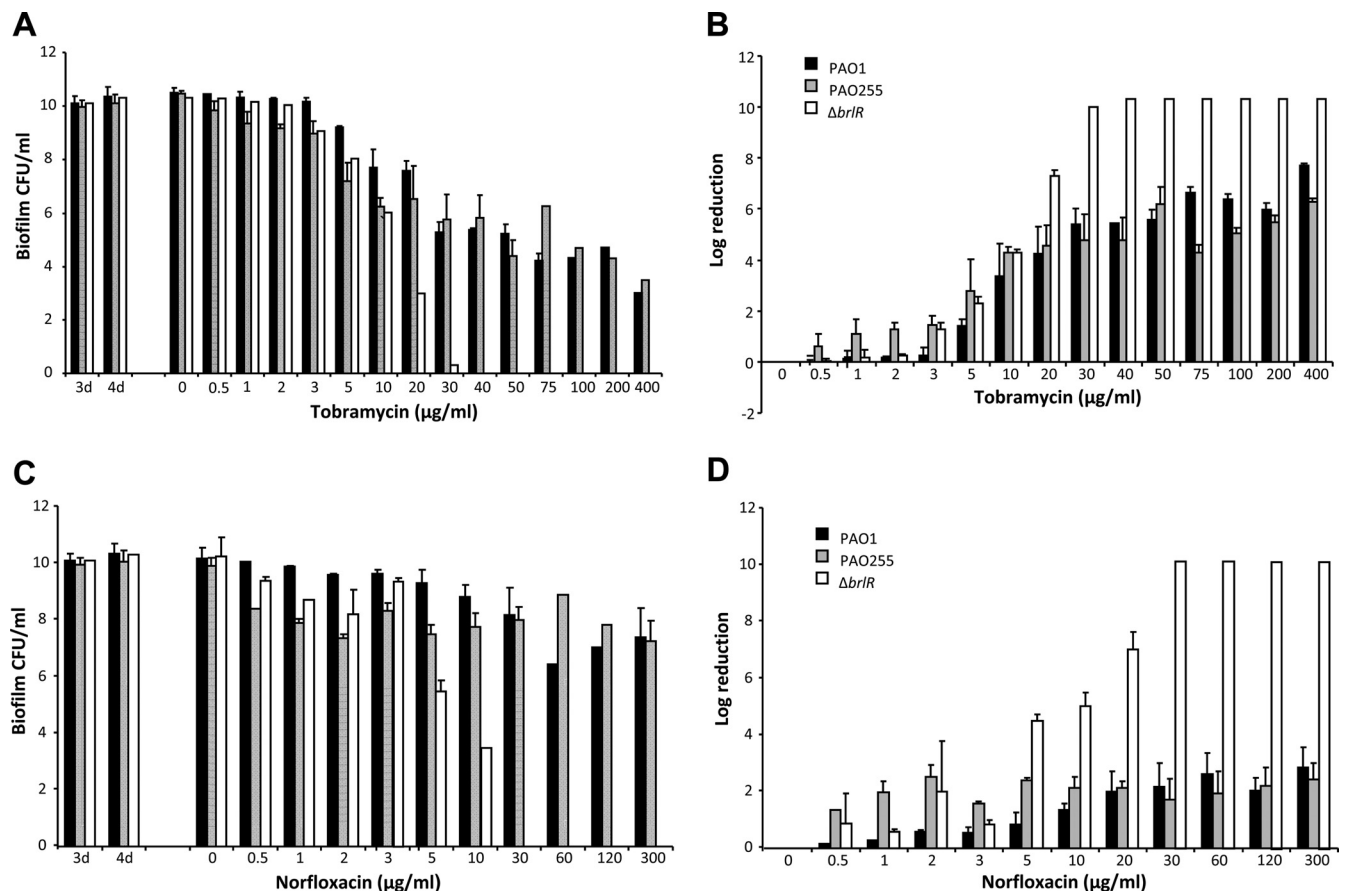 A
12
10
8
6
4
2
0
Biofilm CFU/ml
3d 4d 0 0.5 1 2 3 5 10 20 30 40 50 75 100 200 400
Tobramycin (µg/ml)
B
12
10
8
6
4
2
0
-2
Log reduction
PAO1
PAO255
ΔbrlR
0 0.5 1 2 3 5 10 20 30 40 50 75 100 200 400
Tobramycin (µg/ml)
C
12
10
8
6
4
2
0
Biofilm CFU/ml
3d 4d 0 0.5 1 2 3 5 10 30 60 120 300
Norfloxacin (µg/ml)
D
12
10
8
6
4
2
0
Log reduction
PAO1
PAO255
ΔbrlR
0 0.5 1 2 3 5 10 20 30 60 120 300
Norfloxacin (µg/ml)